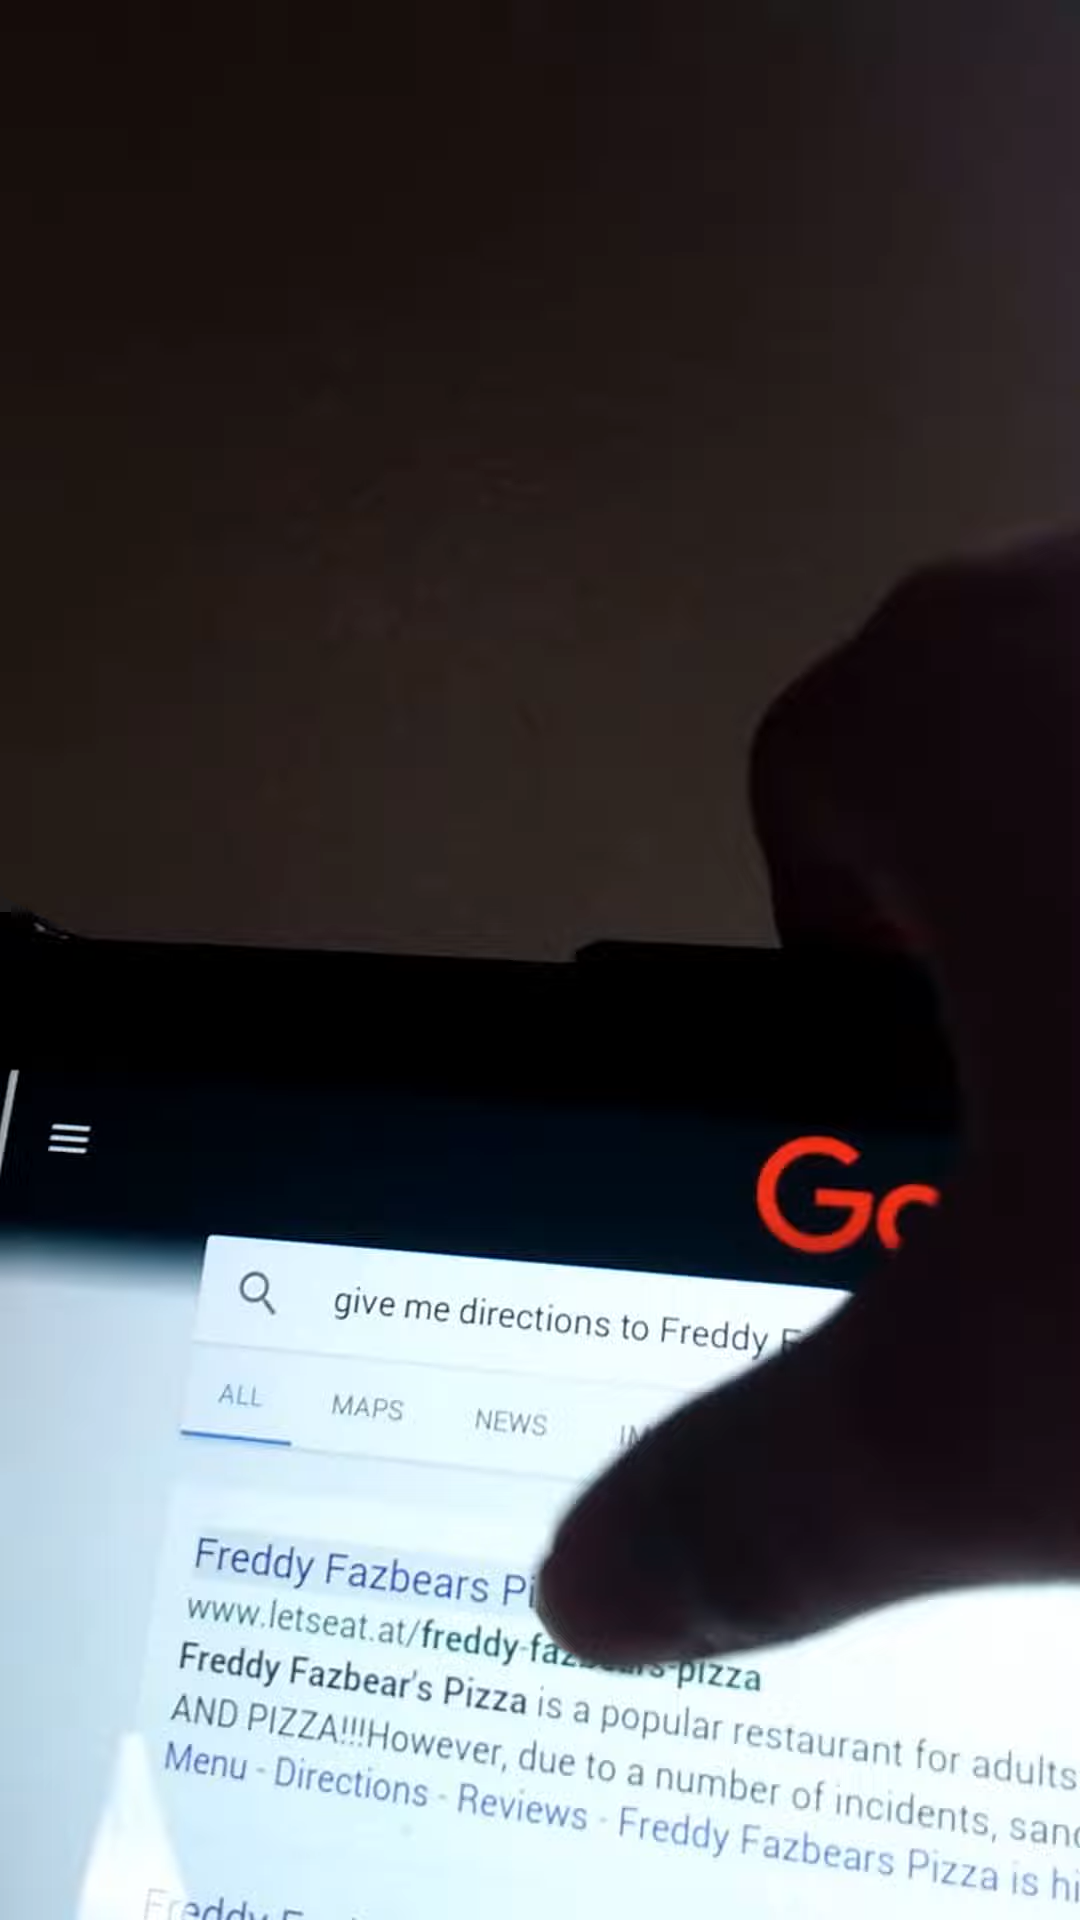 give me directions to Freddy
ALL MAPS NEWS
Freddy Fazbears
www.letseat.at/freddy-fazbears-pizza
Freddy Fazbear's Pizza is a popular restaurant for adults
AND PIZZA!!!However, due to a number of incidents,
Menu - Directions - Reviews - Freddy Fazbears Pizza is
Freddy